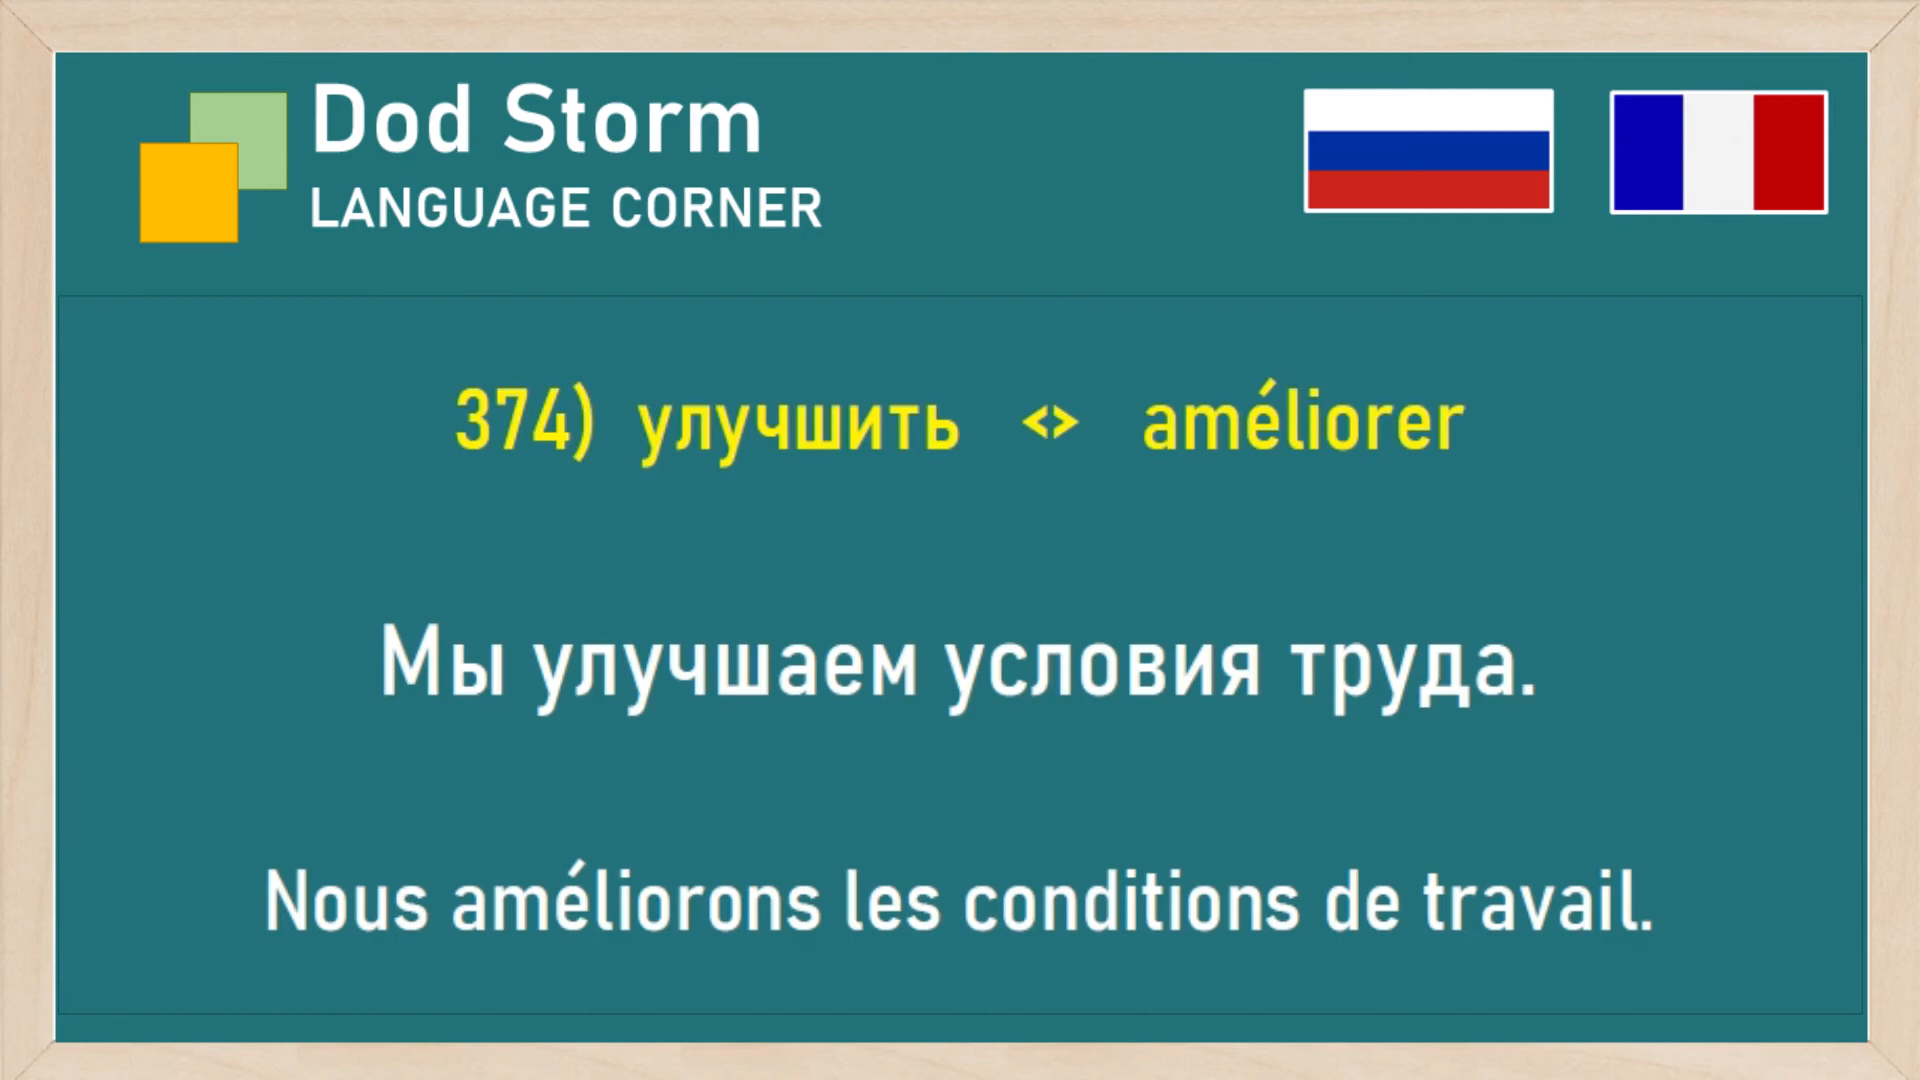 Dod Storm
LANGUAGE CORNER
374) улучшить <> améliorer
Мы улучшаем условия труда.
Nous améliorons les conditions de travail.